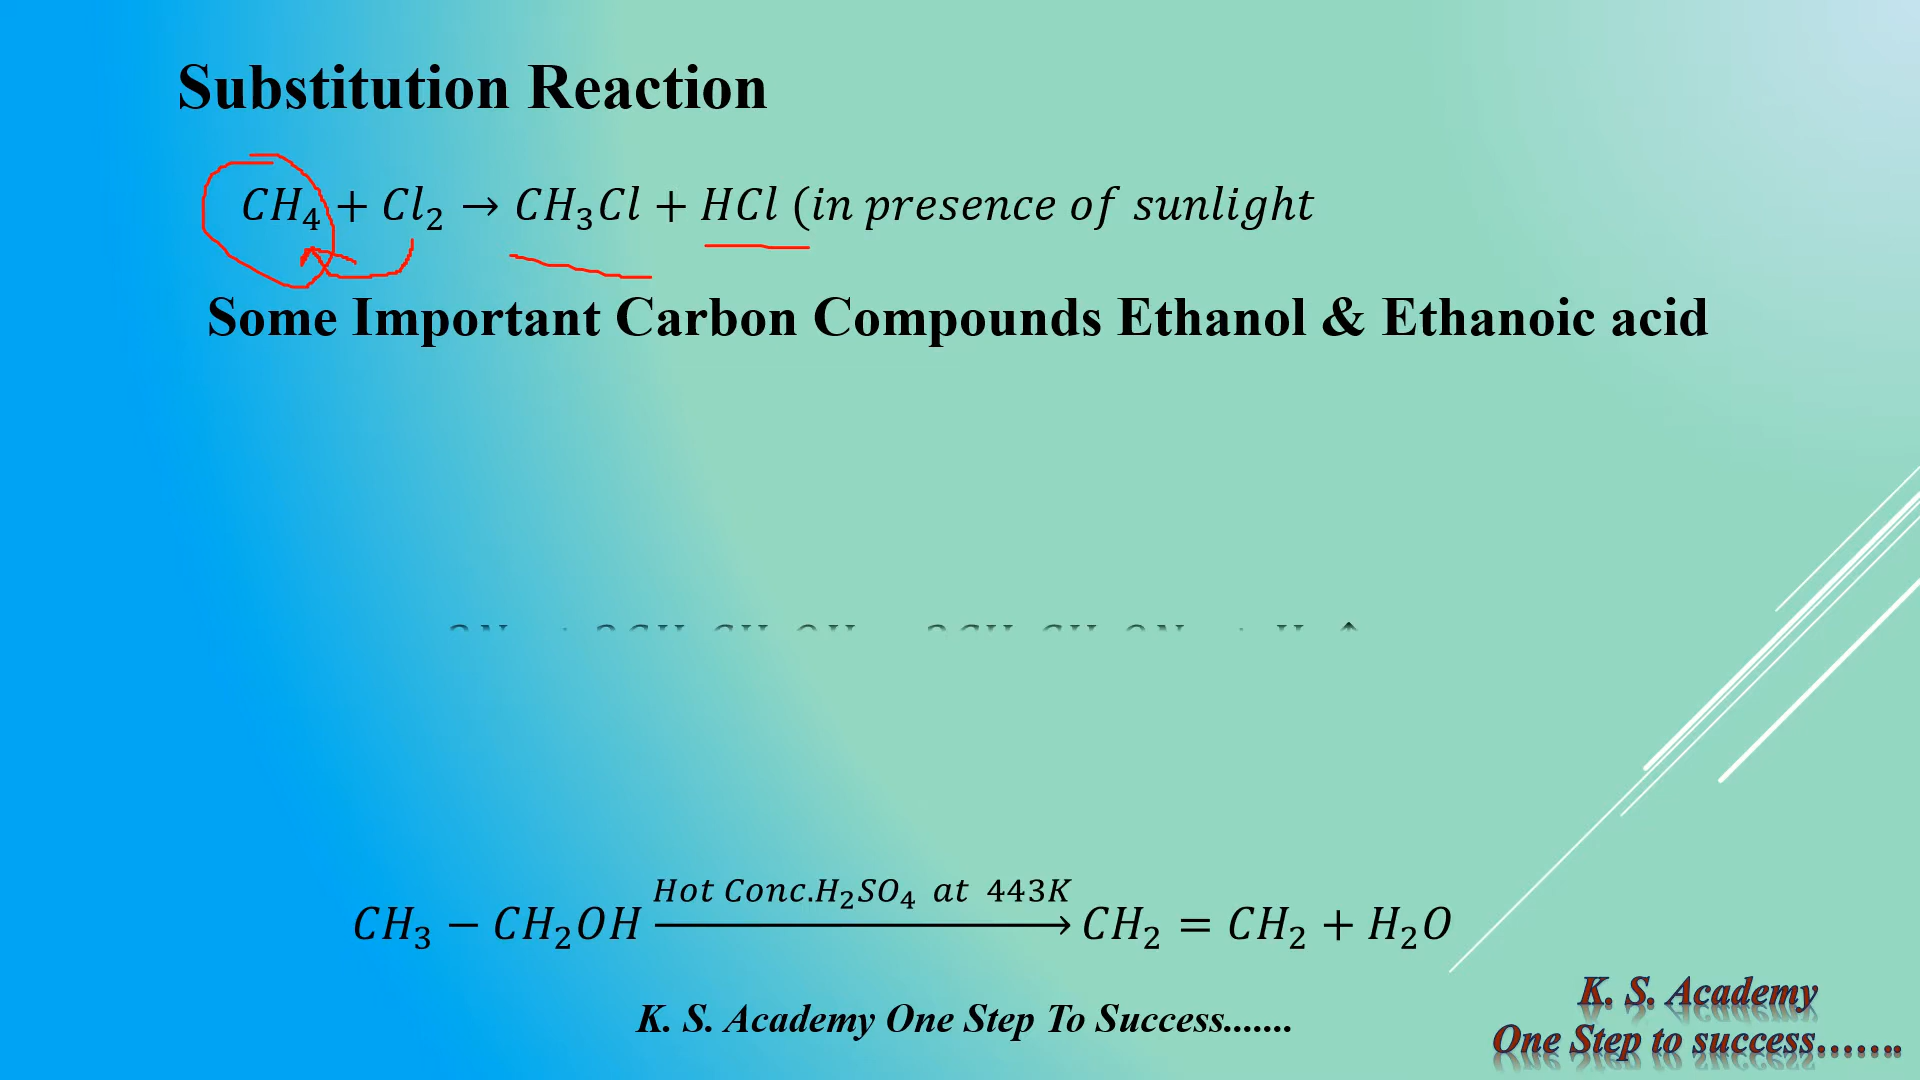 Substitution Reaction
CH₄ + Cl₂ → CH₃Cl + HCl (in presence of sunlight
Some Important Carbon Compounds Ethanol & Ethanoic acid
Hot Conc.H₂SO₄ at 443K
CH₃ − CH₂OH ⟶ CH₂ = CH₂ + H₂O
K. S. Academy
K. S. Academy One Step To Success.......
One Step to success.......